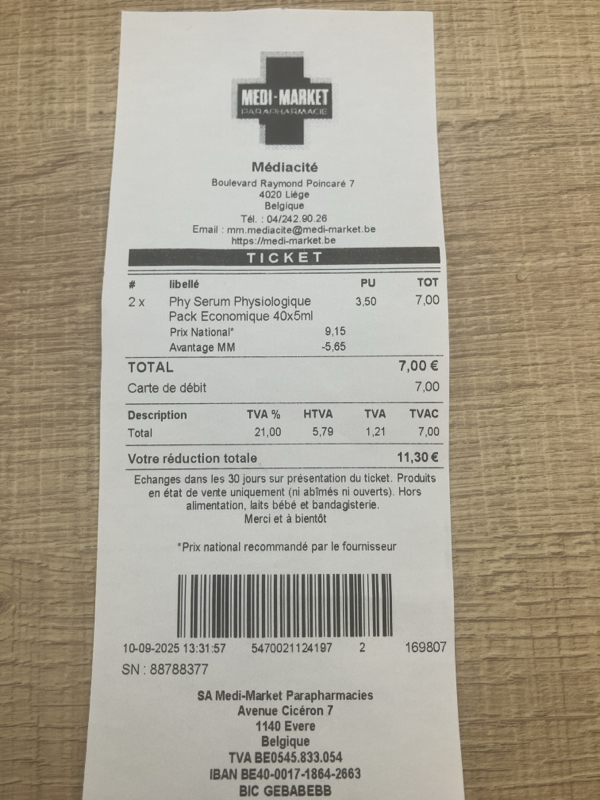 MEDI-MARKET
PARAPHARMACIE
Médiacité
Boulevard Raymond Poincaré 7
4020 Liège
Belgique
Tél. : 04/242.90.26
Email : mm.mediacite@medi-market.be
https://medi-market.be
TICKET
# libellé PU TOT
2 x Phy Serum Physiologique 3,50 7,00
Pack Economique 40x5ml
Prix National* 9,15
Avantage MM -5,65
TOTAL 7,00 €
Carte de débit 7,00
Description TVA % HTVA TVA TVAC
Total 21,00 5,79 1,21 7,00
Votre réduction totale 11,30 €
Echanges dans les 30 jours sur présentation du ticket. Produits
en état de vente uniquement (ni abîmés ni ouverts). Hors
alimentation, laits bébé et bandagisterie.
Merci et à bientôt
*Prix national recommandé par le fournisseur
10-09-2025 13:31:57 5470021124197 2 169807
SN : 88788377
SA Medi-Market Parapharmacies
Avenue Cicéron 7
1140 Evere
Belgique
TVA BE0545.833.054
IBAN BE40-0017-1864-2663
BIC GEBABEBB